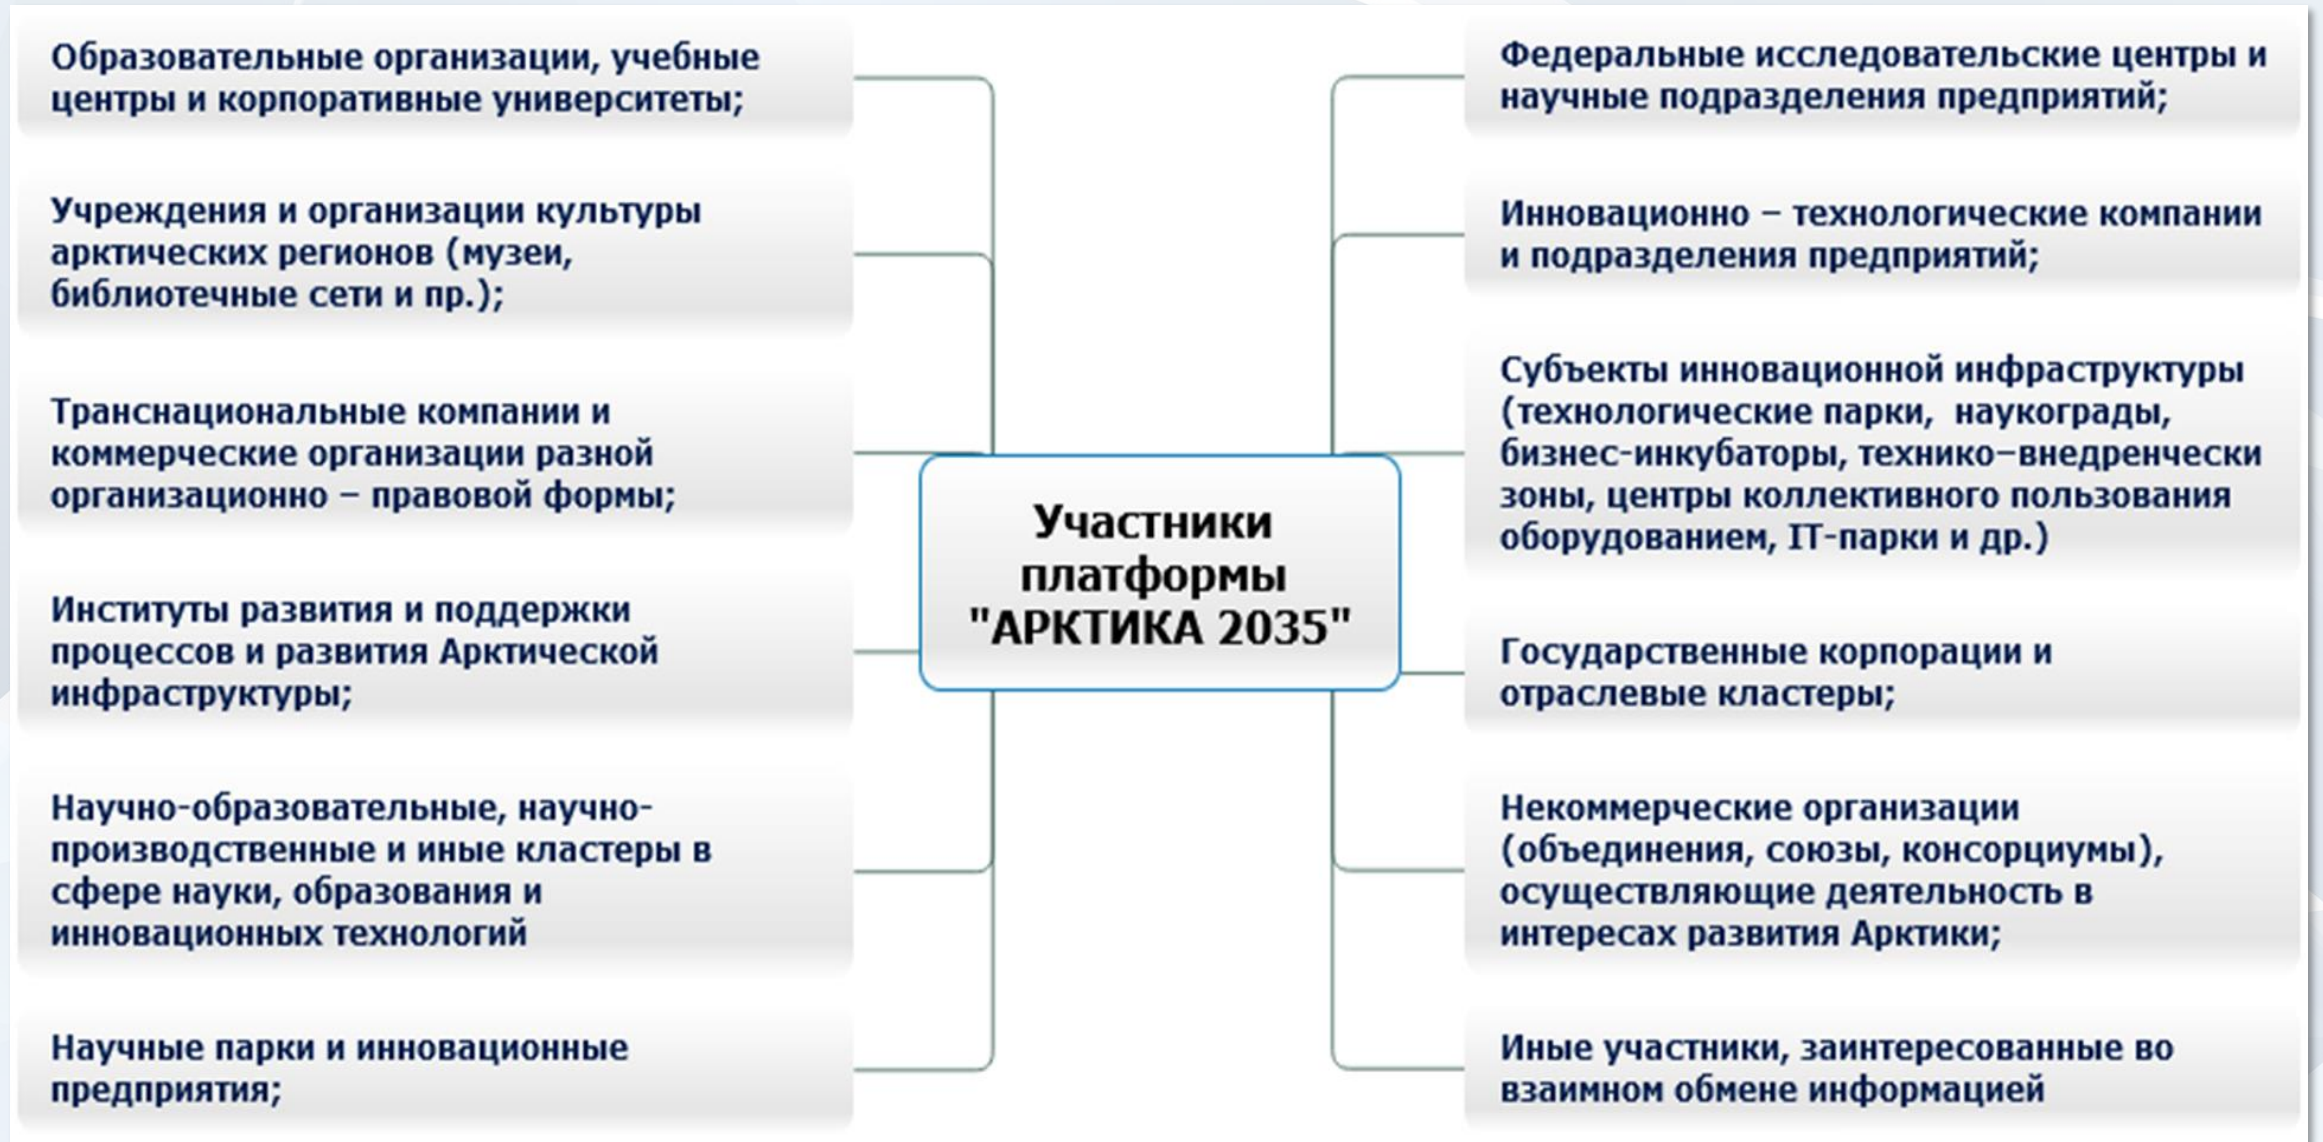 Образовательные организации, учебные
центры и корпоративные университеты;
Учреждения и организации культуры
арктических регионов (музеи,
библиотечные сети и пр.);
Транснациональные компании и
коммерческие организации разной
организационно – правовой формы;
Институты развития и поддержки
процессов и развития Арктической
инфраструктуры;
Научно-образовательные, научно-
производственные и иные кластеры в
сфере науки, образования и
инновационных технологий
Научные парки и инновационные
предприятия;
Участники
платформы
"АРКТИКА 2035"
Федеральные исследовательские центры и
научные подразделения предприятий;
Инновационно – технологические компании
и подразделения предприятий;
Субъекты инновационной инфраструктуры
(технологические парки,  наукограды,
бизнес-инкубаторы, технико–внедренчески
зоны, центры коллективного пользования
оборудованием, IT-парки и др.)
Государственные корпорации и
отраслевые кластеры;
Некоммерческие организации
(объединения, союзы, консорциумы),
осуществляющие деятельность в
интересах развития Арктики;
Иные участники, заинтересованные во
взаимном обмене информацией